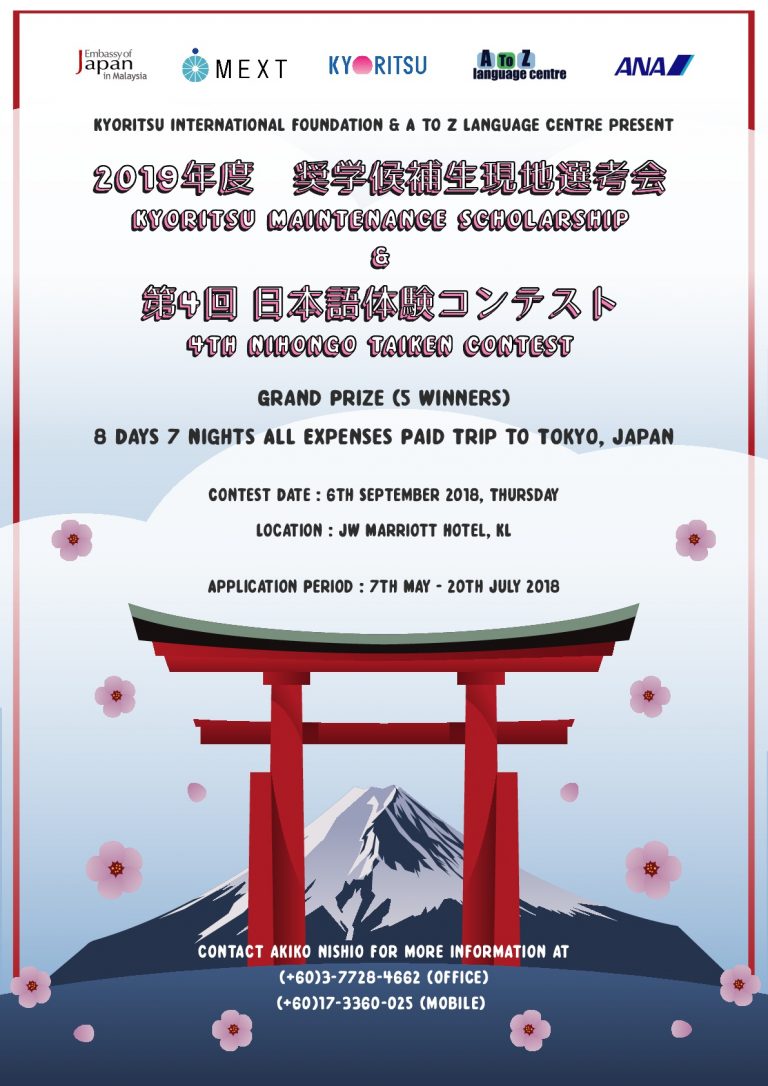 Embassy of
Japan
in Malaysia
MEXT
KYORITSU
A TO Z
language centre
ANA
KYORITSU INTERNATIONAL FOUNDATION & A TO Z LANGUAGE CENTRE PRESENT
2019年度 奨学候補生現地選考会
KYORITSU MAINTENANCE SCHOLARSHIP
&
第4回 日本語体験コンテスト
4TH NIHONGO TAIKEN CONTEST
GRAND PRIZE (5 WINNERS)
8 DAYS 7 NIGHTS ALL EXPENSES PAID TRIP TO TOKYO, JAPAN
CONTEST DATE : 6TH SEPTEMBER 2018, THURSDAY
LOCATION : JW MARRIOTT HOTEL, KL
APPLICATION PERIOD : 7TH MAY - 20TH JULY 2018
CONTACT AKIKO NISHIO FOR MORE INFORMATION AT
(+60)3-7728-4662 (OFFICE)
(+60)17-3360-025 (MOBILE)